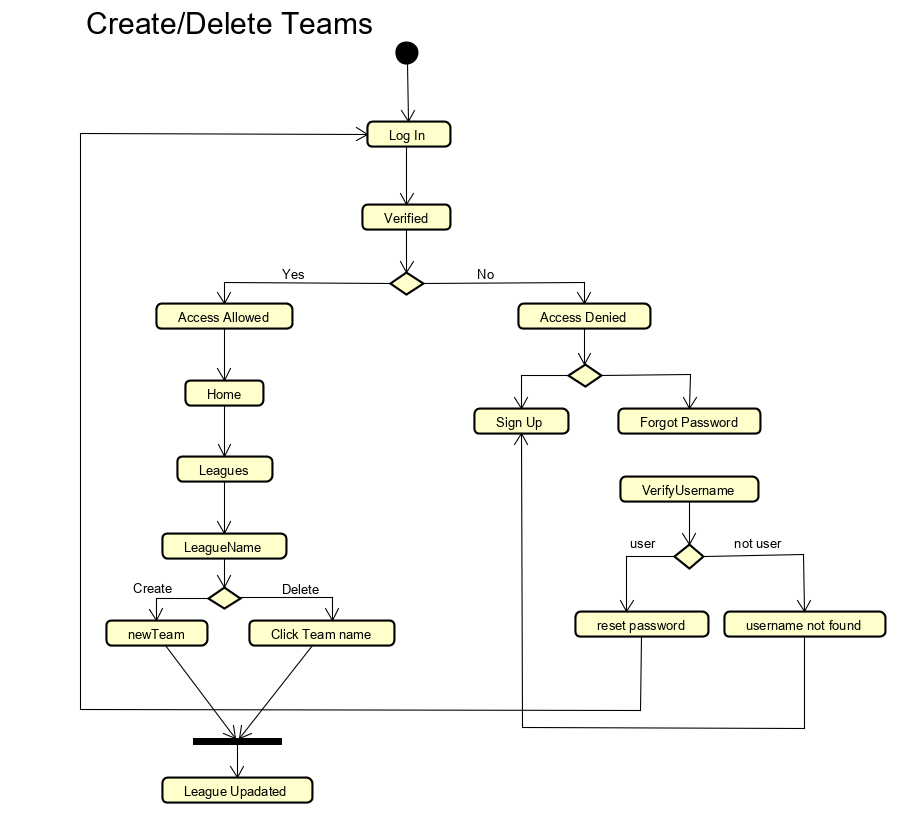 Create/Delete Teams
Log In
Verified
Yes
No
Access Allowed
Access Denied
Home
Sign Up
Forgot Password
Leagues
VerifyUsername
LeagueName
user
not user
Create
Delete
newTeam
Click Team name
reset password
username not found
League Upadated